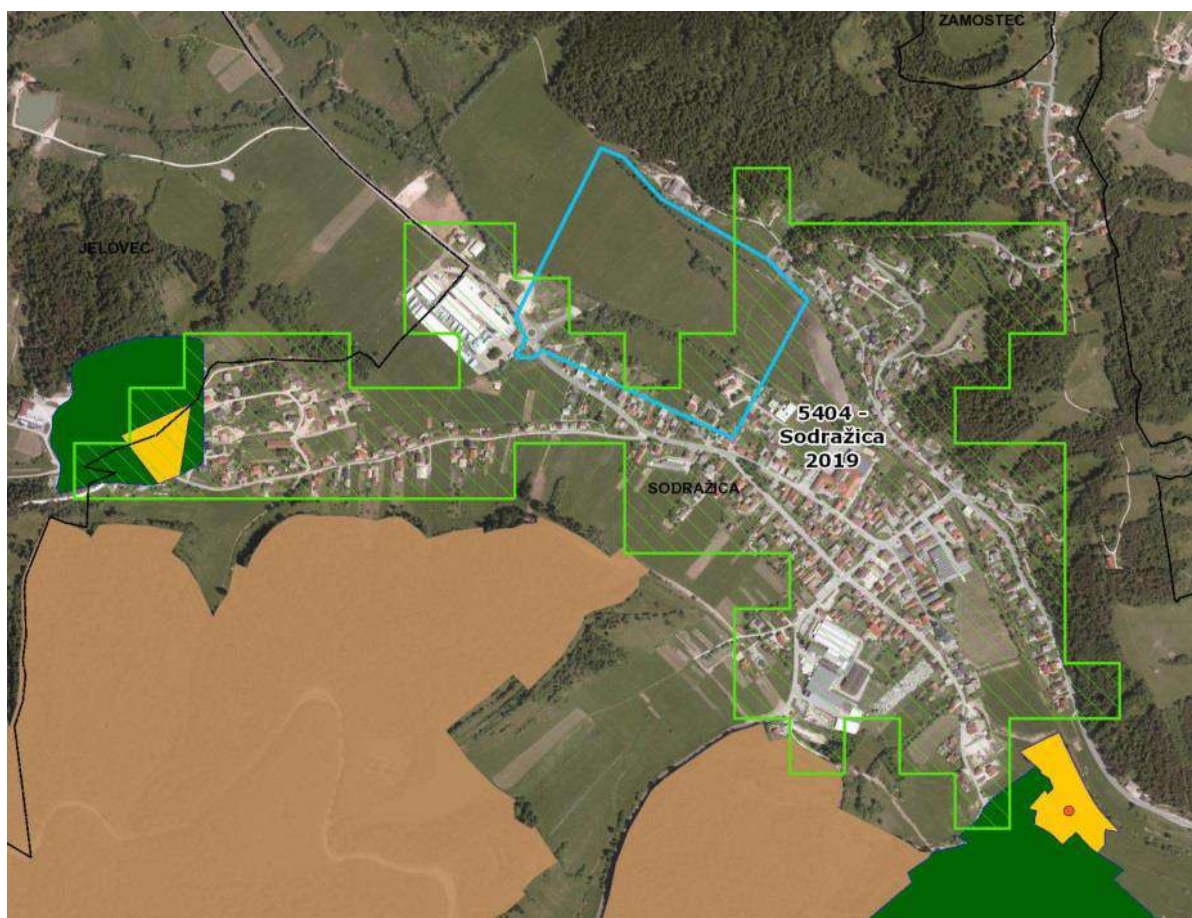 ZAMOSTEC
JELOVEC
5404 -
Sodražica
2019
SODRAŽICA